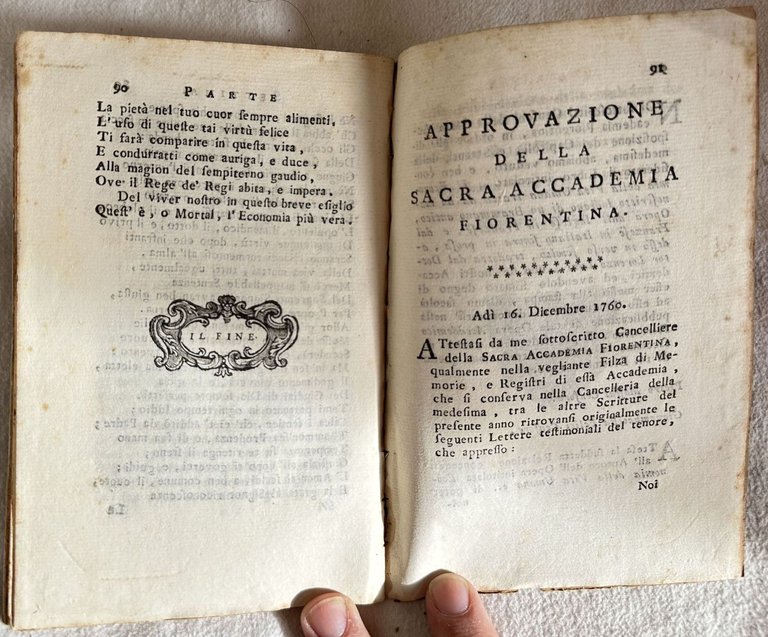 90 PARTE
La pietà nel tuo cuor ſempre alimenti,
L'uſo di queſte tai virtù felice
Ti farà comparire in queſta vita,
E condurratti come auriga, e duce,
Alla magion del ſempiterno gaudio,
Ove il Rege de' Regi abita, e impera.
Del viver noſtro in queſto breve eſiglio
Queſt' è, o Mortal, l'Economia più vera.
IL FINE.
91
APPROVAZIONE
DELLA
SACRA ACCADEMIA
FIORENTINA.
Adì 16. Dicembre 1760.
ATteſtaſi da me ſottoſcritto Cancelliere
della SACRA ACCADEMIA FIORENTINA,
qualmente nella vegliante Filza di Me-
morie, e Regiſtri di eſſa Accademia,
che ſi conſerva nella Cancelleria della
medeſima, tra le altre Scritture del
preſente anno ritrovanſi originalmente le
ſeguenti Lettere teſtimoniali del tenore,
che appreſſo:
Noi